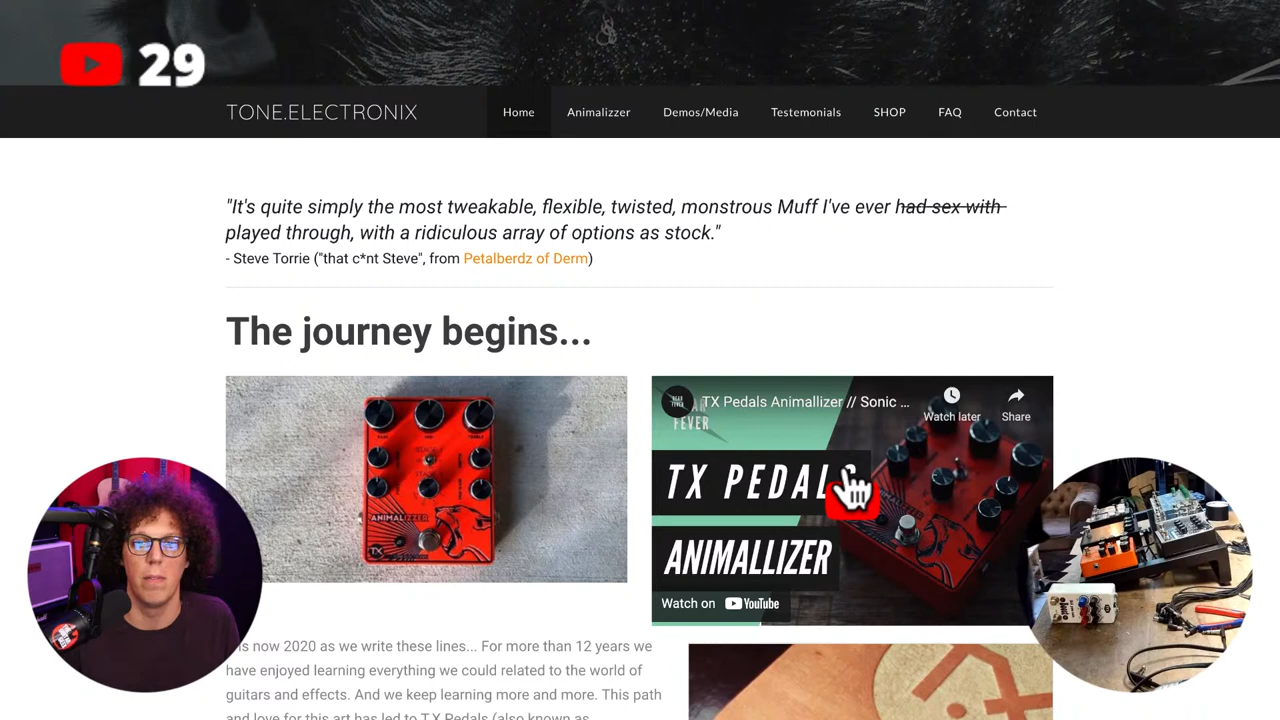 29
TONE.ELECTRONIX
Home
Animalizzer
Demos/Media
Testemonials
SHOP
FAQ
Contact
"It's quite simply the most tweakable, flexible, twisted, monstrous Muff I've ever had sex with
played through, with a ridiculous array of options as stock."
- Steve Torrie ("that c*nt Steve", from Petalberdz of Derm)
The journey begins...
TX Pedals Animallizer // Sonic ...
Watch later
Share
FEVER
TX PEDALS
ANIMALLIZER
Watch on YouTube
ANIMALIZER
TX
is now 2020 as we write these lines... For more than 12 years we
have enjoyed learning everything we could related to the world of
guitars and effects. And we keep learning more and more. This path
and love for this art has led to T.X Pedals (also known as